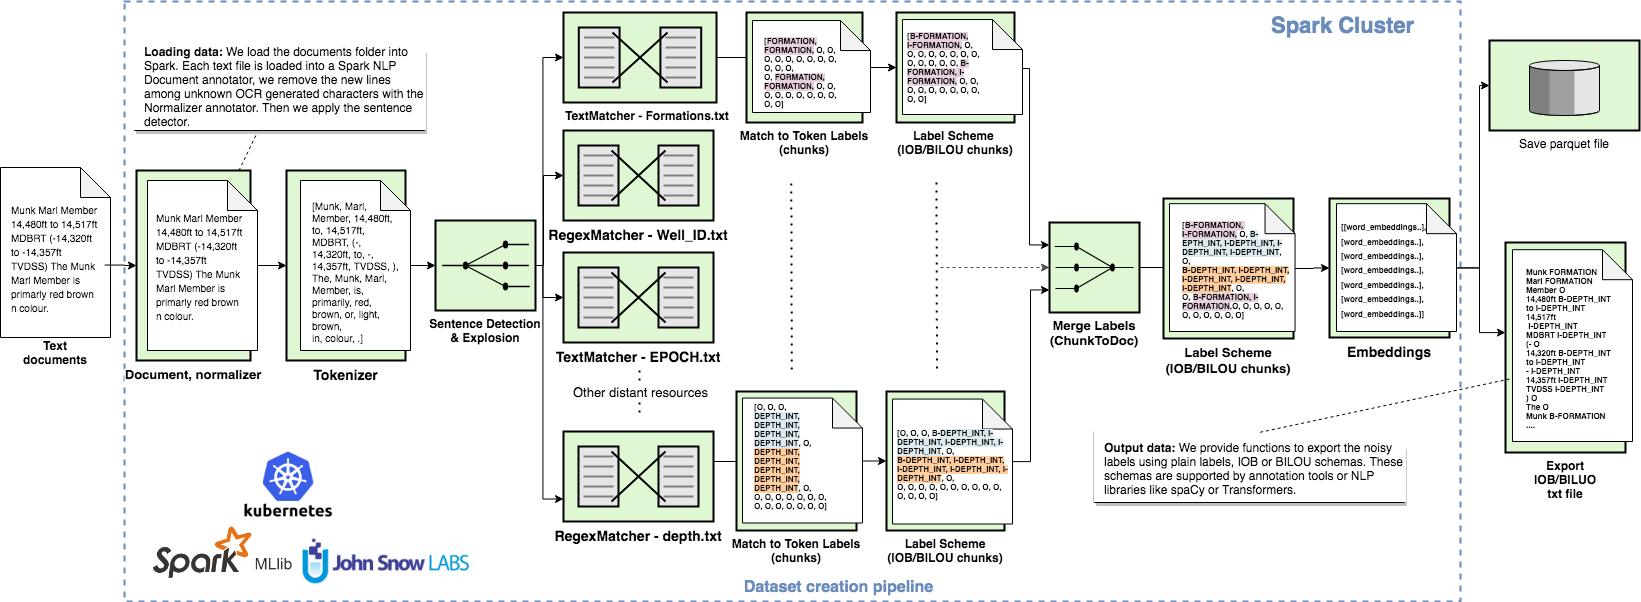 Spark Cluster
Loading data: We load the documents folder into
Spark. Each text file is loaded into a Spark NLP
Document annotator, we remove the new lines
among unknown OCR generated characters with the
Normalizer annotator. Then we apply the sentence
detector.
Munk Marl Member
14,480ft to 14,517ft
MDBRT (-14,320ft
to -14,357ft
TVDSS) The Munk
Marl Member is
primarly red brown
n colour.
Text
documents
Munk Marl Member
14,480ft to 14,517ft
MDBRT (-14,320ft
to -14,357ft
TVDSS) The Munk
Marl Member is
primarly red brown
n colour.
Document, normalizer
[Munk, Marl,
Member, 14,480ft,
to, 14,517ft,
MDBRT, (-,
14,320ft, to, -,
14,357ft, TVDSS, ),
The, Munk, Marl,
Member, is,
primarily, red,
brown, or, light,
brown,
in, colour, .]
Tokenizer
Sentence Detection
& Explosion
TextMatcher - Formations.txt
RegexMatcher - Well_ID.txt
TextMatcher - EPOCH.txt
Other distant resources
RegexMatcher - depth.txt
[FORMATION,
FORMATION, O, O,
O, O, O, O, O, O, O,
O, O, O,
O, FORMATION,
FORMATION, O, O,
O, O, O, O, O, O, O,
O, O]
Match to Token Labels
(chunks)
[B-FORMATION,
I-FORMATION, O,
O, O, O, O, O, O, O,
O, O, O, O, O, B-
FORMATION, I-
FORMATION, O, O,
O, O, O, O, O, O, O,
O, O]
Label Scheme
(IOB/BILOU chunks)
[O, O, O,
DEPTH_INT,
DEPTH_INT,
DEPTH_INT,
DEPTH_INT, O,
DEPTH_INT,
DEPTH_INT,
DEPTH_INT,
DEPTH_INT,
DEPTH_INT, O,
O, O, O, O, O, O, O,
O, O, O, O, O, O, O]
Match to Token Labels
(chunks)
[O, O, O, B-DEPTH_INT, I-
DEPTH_INT, I-DEPTH_INT, I-
DEPTH_INT, O,
B-DEPTH_INT, I-DEPTH_INT,
I-DEPTH_INT, I-DEPTH_INT, I-
DEPTH_INT, O,
O, O, O, O, O, O, O, O, O, O,
O, O, O, O]
Label Scheme
(IOB/BILOU chunks)
Merge Labels
(ChunkToDoc)
[B-FORMATION,
I-FORMATION, O, B-
EPTH_INT, I-DEPTH_INT, I-
DEPTH_INT, I-DEPTH_INT,
O,
B-DEPTH_INT, I-DEPTH_INT,
I-DEPTH_INT, I-DEPTH_INT,
I-DEPTH_INT, O,
O, B-FORMATION, I-
FORMATION,O, O, O, O, O,
O, O, O, O, O, O]
Label Scheme
(IOB/BILOU chunks)
[[word_embeddings..],
[word_embeddings..],
[word_embeddings..],
[word_embeddings..],
[word_embeddings..],
[word_embeddings..],
[word_embeddings..]]
Embeddings
Save parquet file
Munk FORMATION
Marl FORMATION
Member O
14,480ft B-DEPTH_INT
to I-DEPTH_INT
14,517ft
I-DEPTH_INT
MDBRT I-DEPTH_INT
(- O
14,320ft B-DEPTH_INT
to I-DEPTH_INT
- I-DEPTH_INT
14,357ft I-DEPTH_INT
TVDSS I-DEPTH_INT
) O
The O
Munk B-FORMATION
....
Export
IOB/BILUO
txt file
Output data: We provide functions to export the noisy
labels using plain labels, IOB or BILOU schemas. These
schemas are supported by annotation tools or NLP
libraries like spaCy or Transformers.
kubernetes
Spark MLlib
John Snow LABS
Dataset creation pipeline